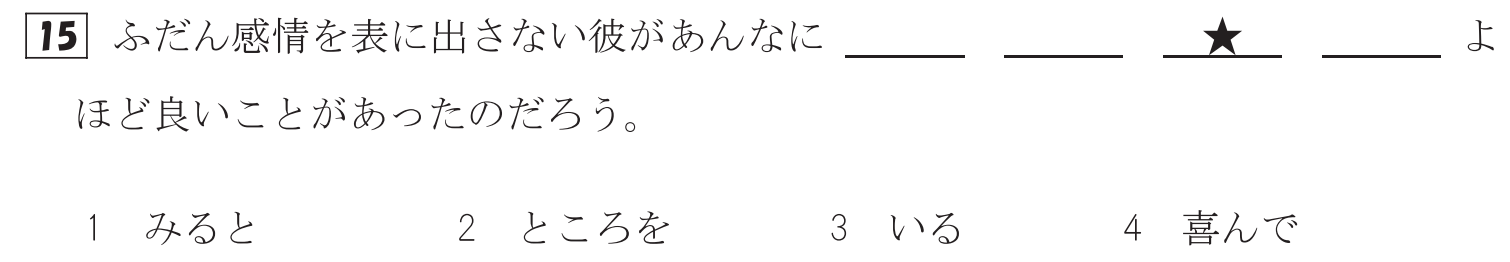 15 ふだん感情を表に出さない彼があんなに ＿＿＿ ＿＿＿ ＿★＿ ＿＿＿ よ
ほど良いことがあったのだろう。
1 みると 2 ところを 3 いる 4 喜んで